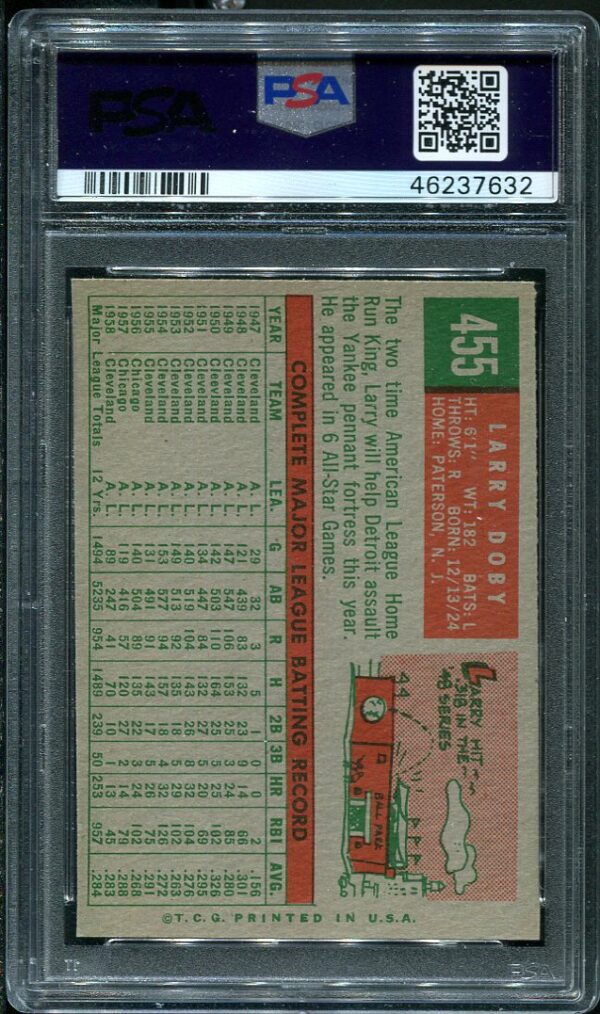 PSA
PSA
46237632
455
LARRY DOBY
HT: 6'1" WT: 182 BATS: L
THROWS: R BORN: 12/13/24
HOME: PATERSON, N. J.
The two time American League Home
Run King, Larry will help Detroit assault
the Yankee pennant fortress this year.
He appeared in 6 All-Star Games.
LARRY HIT
.318 IN THE
'48 SERIES
BALL PARK
COMPLETE MAJOR LEAGUE BATTING RECORD
YEAR TEAM LEA. G AB R H 2B 3B HR RBI AVG.
1947 Cleveland A. L. 29 32 3 5 1 0 0 2 .156
1948 Cleveland A. L. 121 439 83 132 23 9 14 66 .301
1949 Cleveland A. L. 147 547 106 153 25 3 24 85 .280
1950 Cleveland A. L. 142 503 110 164 25 5 25 102 .326
1951 Cleveland A. L. 134 447 84 132 27 5 20 69 .295
1952 Cleveland A. L. 140 519 104 143 26 8 32 104 .276
1953 Cleveland A. L. 149 513 92 135 18 5 29 102 .263
1954 Cleveland A. L. 153 577 94 157 18 4 32 126 .272
1955 Cleveland A. L. 131 491 91 143 17 5 26 75 .291
1956 Chicago A. L. 140 504 89 135 22 3 24 102 .268
1957 Chicago A. L. 119 416 57 120 27 2 14 79 .288
1958 Cleveland A. L. 89 247 41 70 10 1 13 45 .283
Major League Totals 12 Yrs. 1494 5235 954 1489 239 50 253 957 .284
©T.C.G. PRINTED IN U.S.A.
PSA